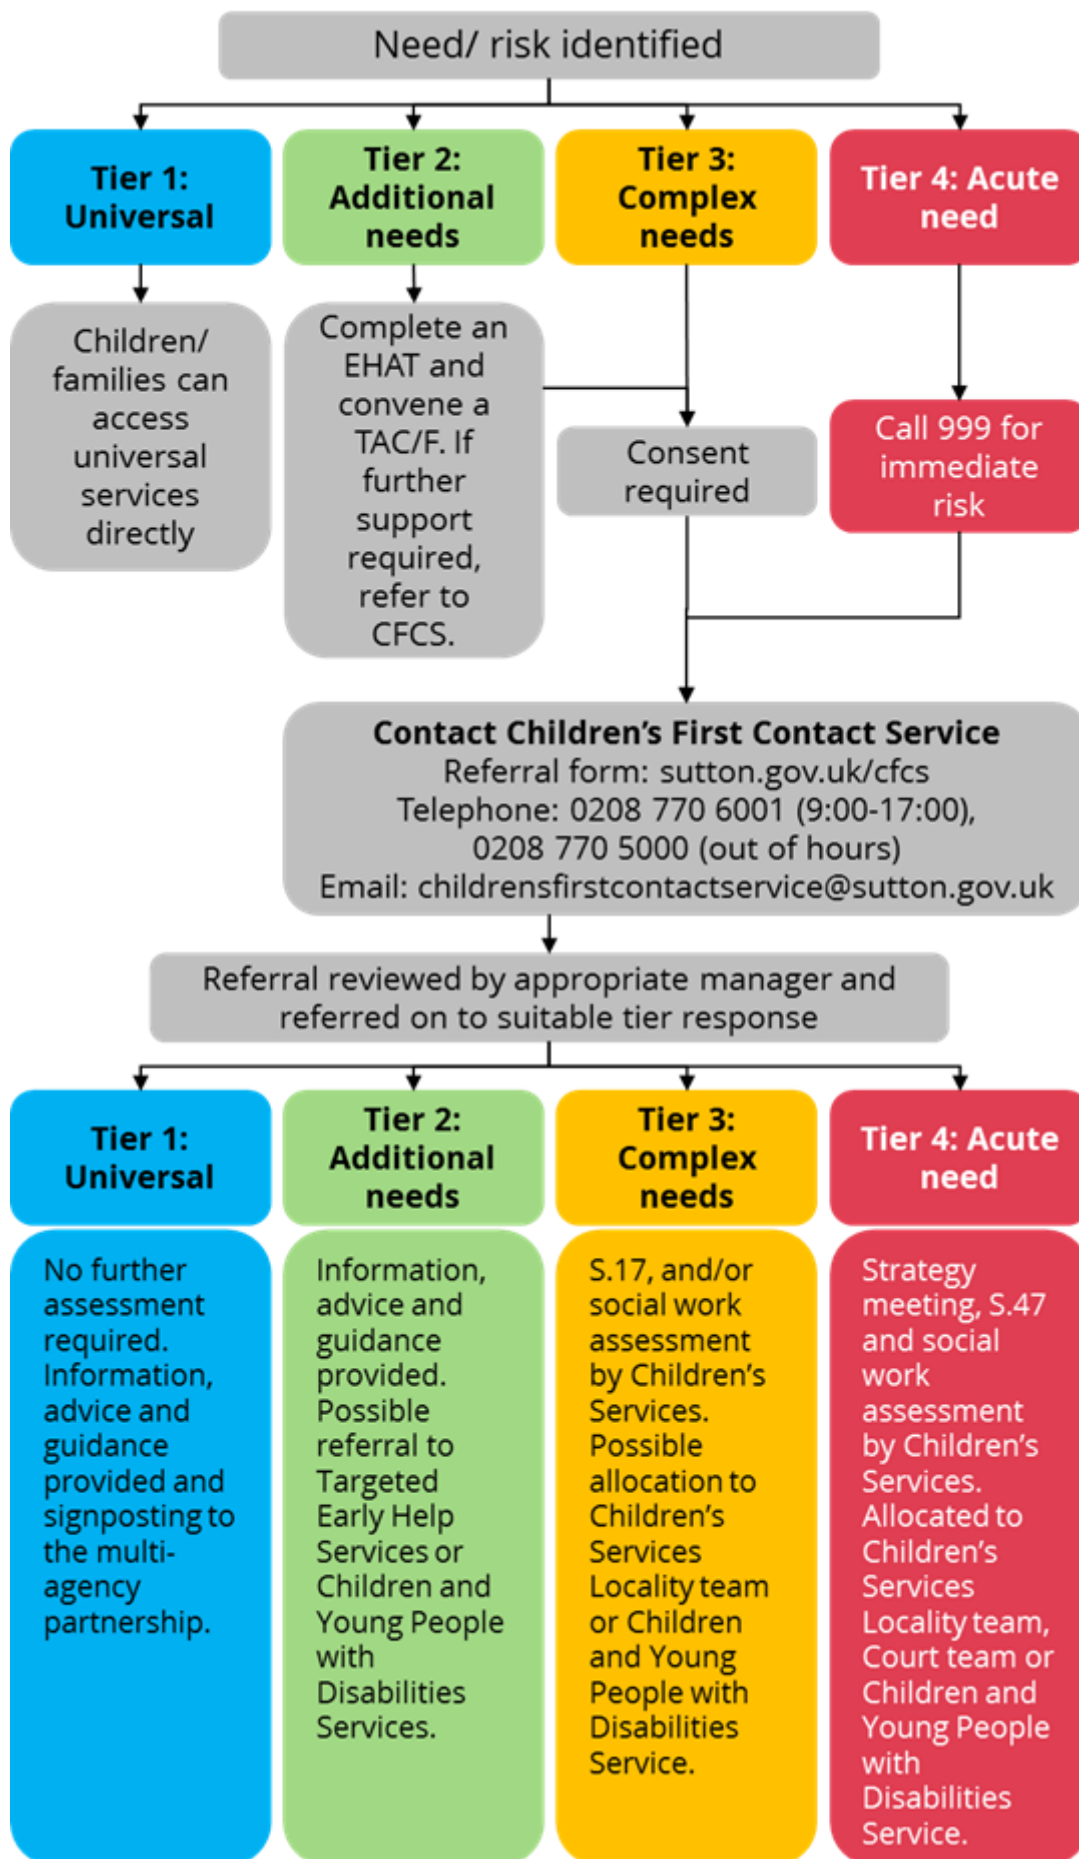 Need/ risk identified
Tier 1:
Universal
Tier 2:
Additional
needs
Tier 3:
Complex
needs
Tier 4: Acute
need
Children/
families can
access
universal
services
directly
Complete an
EHAT and
convene a
TAC/F. If
further
support
required,
refer to
CFCS.
Consent
required
Call 999 for
immediate
risk
Contact Children’s First Contact Service
Referral form: sutton.gov.uk/cfcs
Telephone: 0208 770 6001 (9:00-17:00),
0208 770 5000 (out of hours)
Email: childrensfirstcontactservice@sutton.gov.uk
Referral reviewed by appropriate manager and
referred on to suitable tier response
Tier 1:
Universal
Tier 2:
Additional
needs
Tier 3:
Complex
needs
Tier 4: Acute
need
No further
assessment
required.
Information,
advice and
guidance
provided and
signposting to
the multi-
agency
partnership.
Information,
advice and
guidance
provided.
Possible
referral to
Targeted
Early Help
Services or
Children and
Young People
with
Disabilities
Services.
S.17, and/or
social work
assessment
by Children’s
Services.
Possible
allocation to
Children’s
Services
Locality team
or Children
and Young
People with
Disabilities
Service.
Strategy
meeting, S.47
and social
work
assessment
by Children’s
Services.
Allocated to
Children’s
Services
Locality team,
Court team or
Children and
Young People
with
Disabilities
Service.